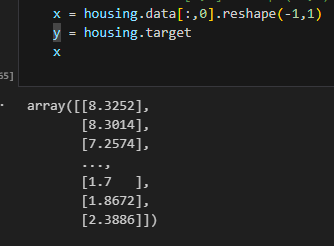 x = housing.data[:,0].reshape(-1,1)
y = housing.target
x
65]
array([[8.3252],
[8.3014],
[7.2574],
...,
[1.7   ],
[1.8672],
[2.3886]])